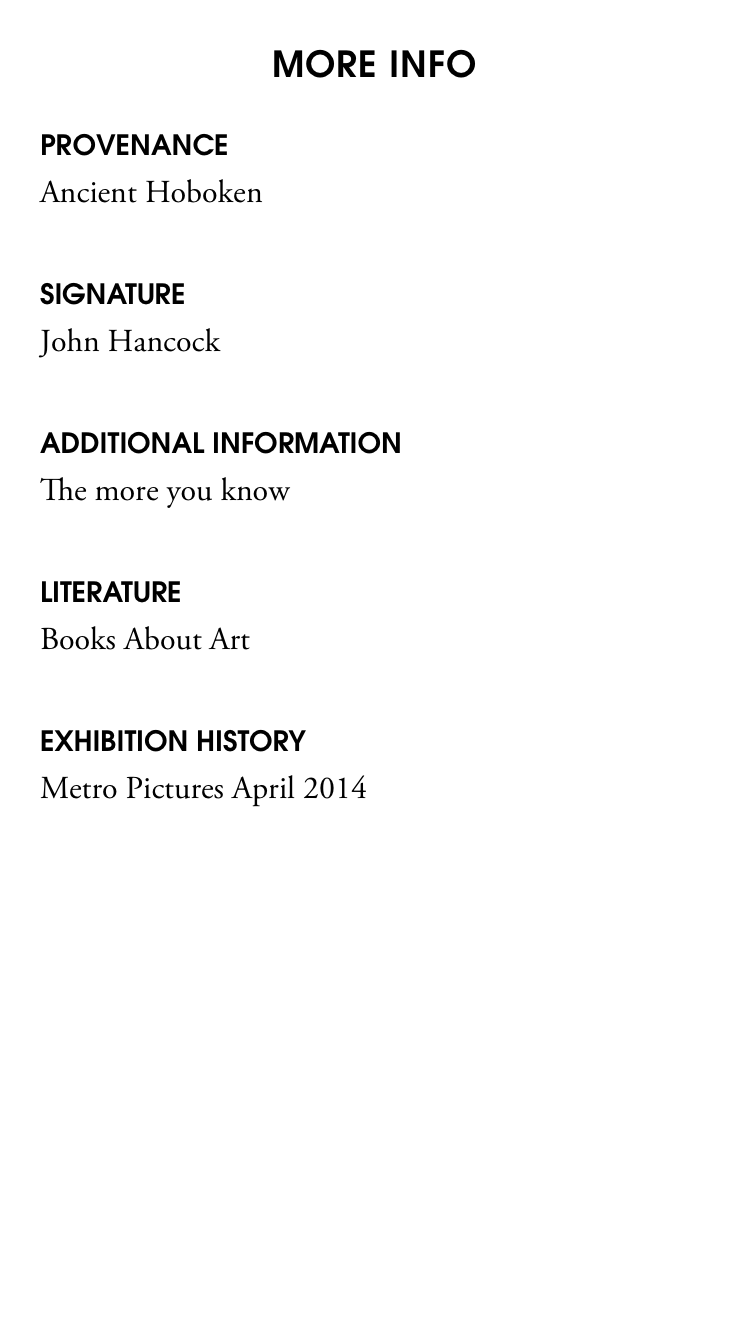 MORE INFO
PROVENANCE
Ancient Hoboken
SIGNATURE
John Hancock
ADDITIONAL INFORMATION
The more you know
LITERATURE
Books About Art
EXHIBITION HISTORY
Metro Pictures April 2014